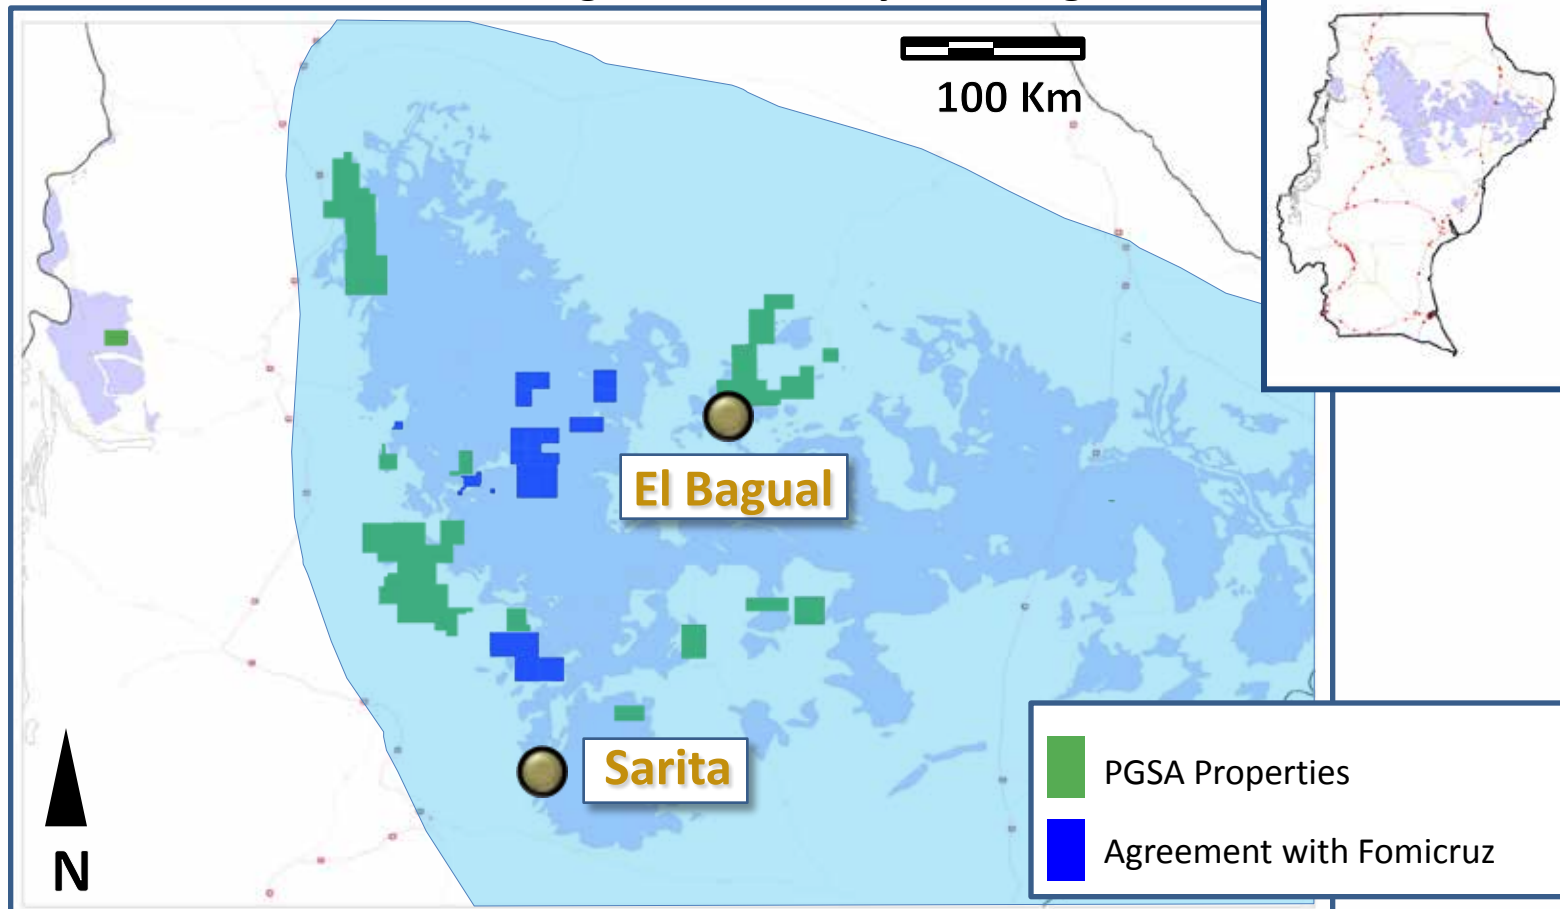 100 Km
El Bagual
Sarita
N
PGSA Properties
Agreement with Fomicruz